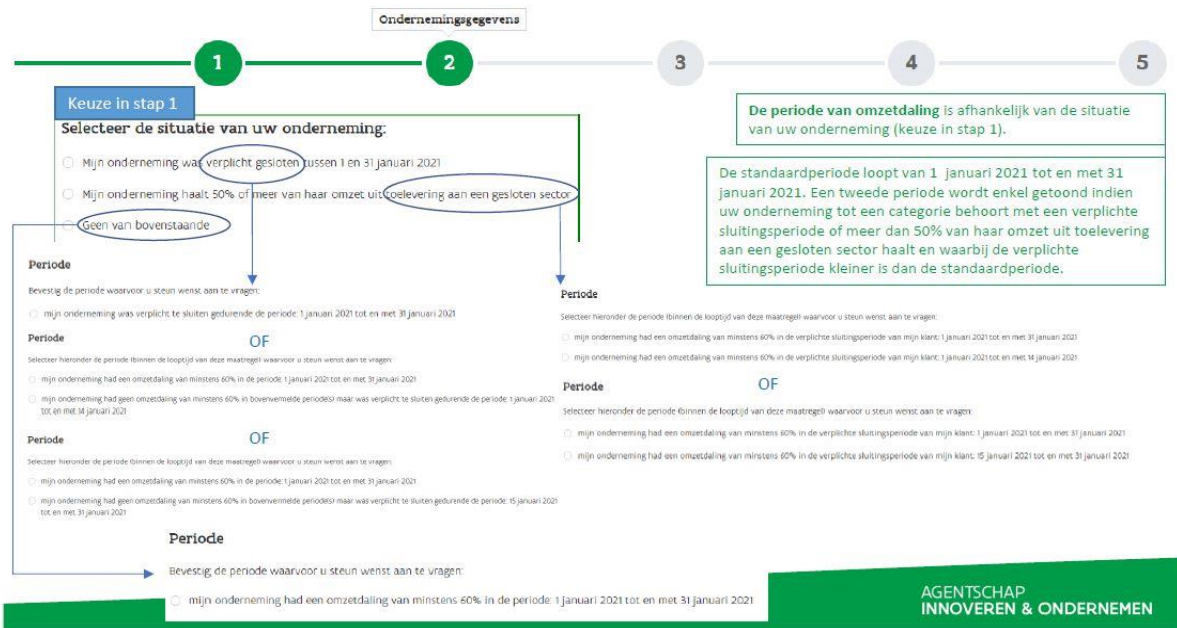 Ondernemingsgegevens
1
2
3
4
5
Keuze in stap 1
Selecteer de situatie van uw onderneming:
Mijn onderneming was verplicht gesloten tussen 1 en 31 januari 2021
Mijn onderneming haalt 50% of meer van haar omzet uit toelevering aan een gesloten sector
Geen van bovenstaande
De periode van omzetdaling is afhankelijk van de situatie
van uw onderneming (keuze in stap 1).
De standaardperiode loopt van 1 januari 2021 tot en met 31
januari 2021. Een tweede periode wordt enkel getoond indien
uw onderneming tot een categorie behoort met een verplichte
sluitingsperiode of meer dan 50% van haar omzet uit toelevering
aan een gesloten sector haalt en waarbij de verplichte
sluitingsperiode kleiner is dan de standaardperiode.
Periode
Bevestig de periode waarvoor u steun wenst aan te vragen:
mijn onderneming was verplicht te sluiten gedurende de periode: 1 januari 2021 tot en met 31 januari 2021
OF
Periode
Selecteer hieronder de periode (binnen de looptijd van deze maatregel) waarvoor u steun wenst aan te vragen:
mijn onderneming had een omzetdaling van minstens 60% in de periode: 1 januari 2021 tot en met 31 januari 2021
mijn onderneming had geen omzetdaling van minstens 60% in bovenvermelde periode(s) maar was verplicht te sluiten gedurende de periode: 1 januari 2021
tot en met 14 januari 2021
OF
Periode
Selecteer hieronder de periode (binnen de looptijd van deze maatregel) waarvoor u steun wenst aan te vragen:
mijn onderneming had een omzetdaling van minstens 60% in de periode: 1 januari 2021 tot en met 31 januari 2021
mijn onderneming had geen omzetdaling van minstens 60% in bovenvermelde periode(s) maar was verplicht te sluiten gedurende de periode: 15 januari 2021
tot en met 31 januari 2021
Periode
Selecteer hieronder de periode (binnen de looptijd van deze maatregel) waarvoor u steun wenst aan te vragen:
mijn onderneming had een omzetdaling van minstens 60% in de verplichte sluitingsperiode van mijn klant: 1 januari 2021 tot en met 31 januari 2021
mijn onderneming had een omzetdaling van minstens 60% in de verplichte sluitingsperiode van mijn klant: 1 januari 2021 tot en met 14 januari 2021
OF
Periode
Selecteer hieronder de periode (binnen de looptijd van deze maatregel) waarvoor u steun wenst aan te vragen:
mijn onderneming had een omzetdaling van minstens 60% in de verplichte sluitingsperiode van mijn klant: 1 januari 2021 tot en met 31 januari 2021
mijn onderneming had een omzetdaling van minstens 60% in de verplichte sluitingsperiode van mijn klant: 15 januari 2021 tot en met 31 januari 2021
Periode
Bevestig de periode waarvoor u steun wenst aan te vragen:
mijn onderneming had een omzetdaling van minstens 60% in de periode: 1 januari 2021 tot en met 31 januari 2021
AGENTSCHAP
INNOVEREN & ONDERNEMEN